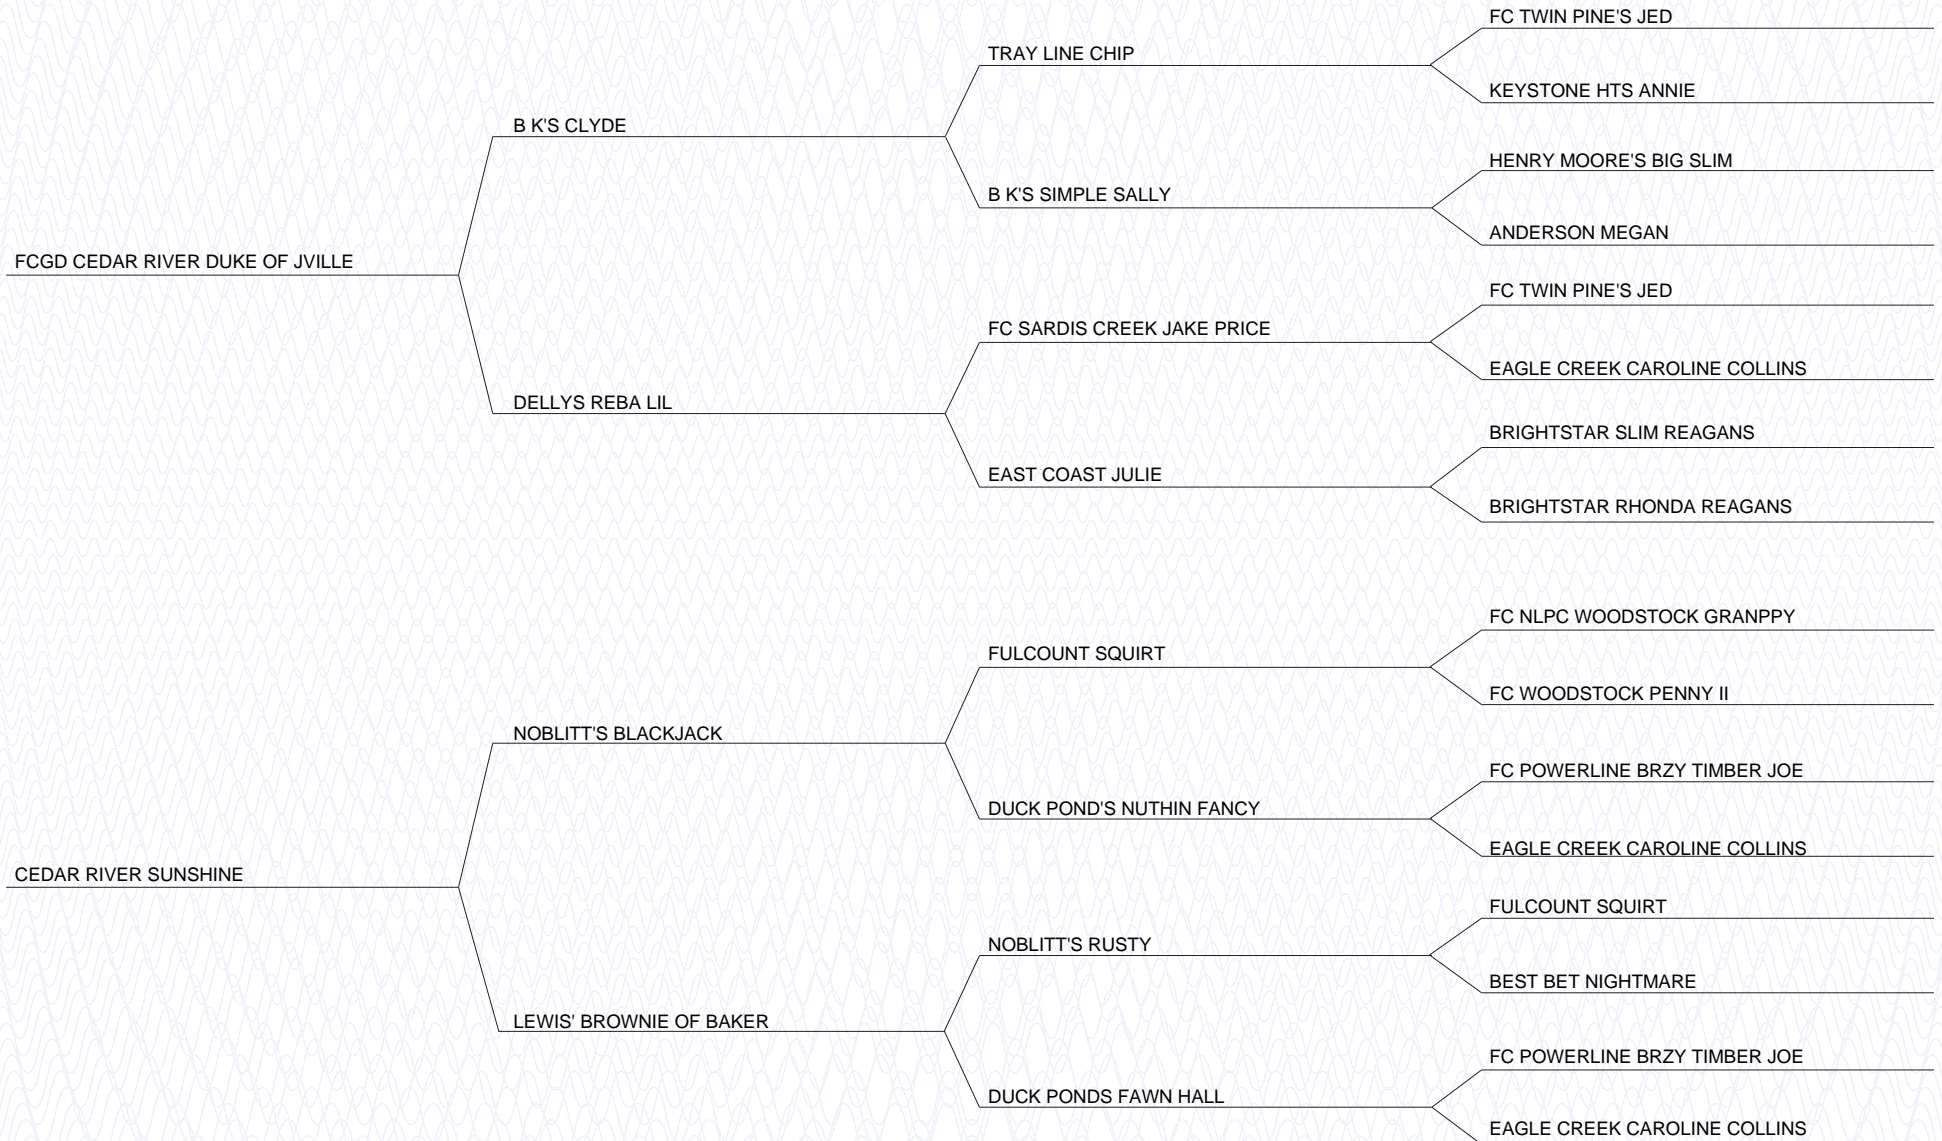 FC TWIN PINE'S JED
TRAY LINE CHIP
KEYSTONE HTS ANNIE
B K'S CLYDE
HENRY MOORE'S BIG SLIM
B K'S SIMPLE SALLY
ANDERSON MEGAN
FCGD CEDAR RIVER DUKE OF JVILLE
FC TWIN PINE'S JED
FC SARDIS CREEK JAKE PRICE
EAGLE CREEK CAROLINE COLLINS
DELLYS REBA LIL
BRIGHTSTAR SLIM REAGANS
EAST COAST JULIE
BRIGHTSTAR RHONDA REAGANS
FC NLPC WOODSTOCK GRANPPY
FULCOUNT SQUIRT
FC WOODSTOCK PENNY II
NOBLITT'S BLACKJACK
FC POWERLINE BRZY TIMBER JOE
DUCK POND'S NUTHIN FANCY
EAGLE CREEK CAROLINE COLLINS
CEDAR RIVER SUNSHINE
FULCOUNT SQUIRT
NOBLITT'S RUSTY
BEST BET NIGHTMARE
LEWIS' BROWNIE OF BAKER
FC POWERLINE BRZY TIMBER JOE
DUCK PONDS FAWN HALL
EAGLE CREEK CAROLINE COLLINS